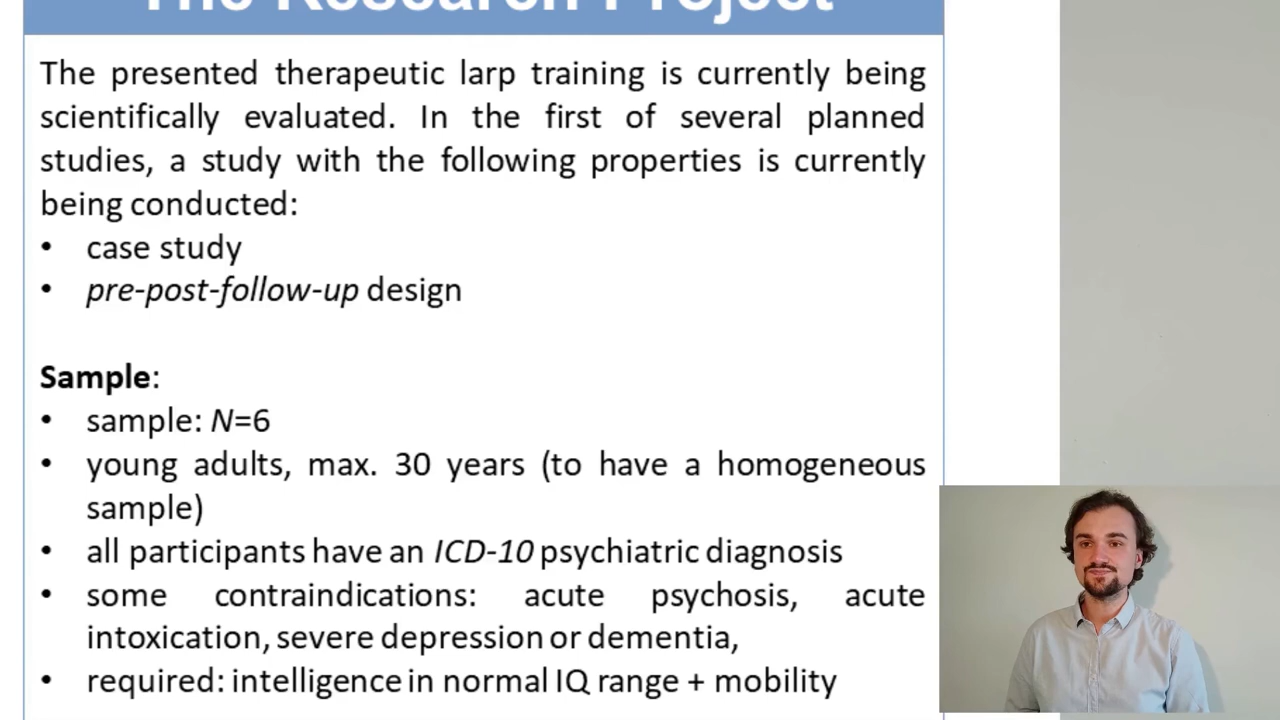 The Research Project
The presented therapeutic larp training is currently being
scientifically evaluated. In the first of several planned
studies, a study with the following properties is currently
being conducted:
• case study
• pre-post-follow-up design
Sample:
• sample: N=6
• young adults, max. 30 years (to have a homogeneous
sample)
• all participants have an ICD-10 psychiatric diagnosis
• some contraindications: acute psychosis, acute
intoxication, severe depression or dementia,
• required: intelligence in normal IQ range + mobility